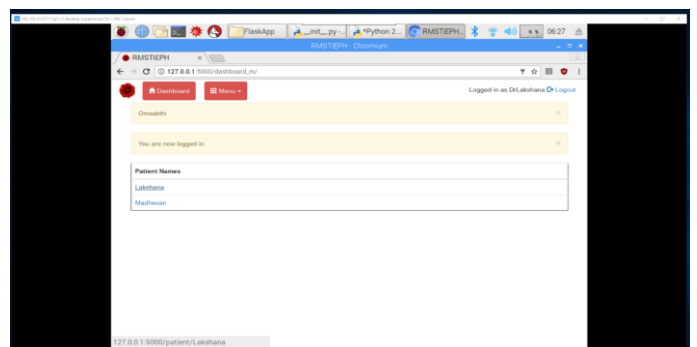 FlaskApp
__init__.py -...
*Python 2....
RMSTIEPH...
06:27
RMSTIEPH - Chromium
RMSTIEPH
127.0.0.1:5000/dashboard_m/
Dashboard
Menu
Logged in as DrLakshana Logout
Omsakthi
You are now logged in
Patient Names
Lakshana
Madhavan
127.0.0.1:5000/patient/Lakshana